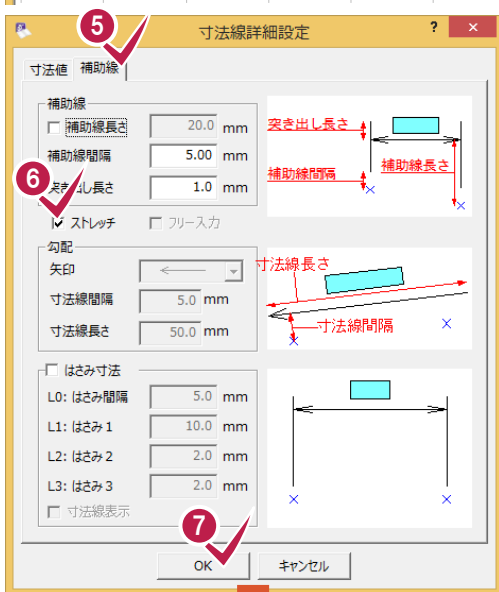 5
寸法線詳細設定 ? ×
寸法値 補助線
補助線
補助線長さ 20.0 mm
補助線間隔 5.00 mm
突き出し長さ 1.0 mm
6
ストレッチ フリー入力
突き出し長さ
補助線長さ
補助線間隔
勾配
矢印
寸法線間隔 5.0 mm
寸法線長さ 50.0 mm
寸法線長さ
寸法線間隔
はさみ寸法
L0: はさみ間隔 5.0 mm
L1: はさみ1 10.0 mm
L2: はさみ2 2.0 mm
L3: はさみ3 2.0 mm
寸法線表示
7
OK キャンセル